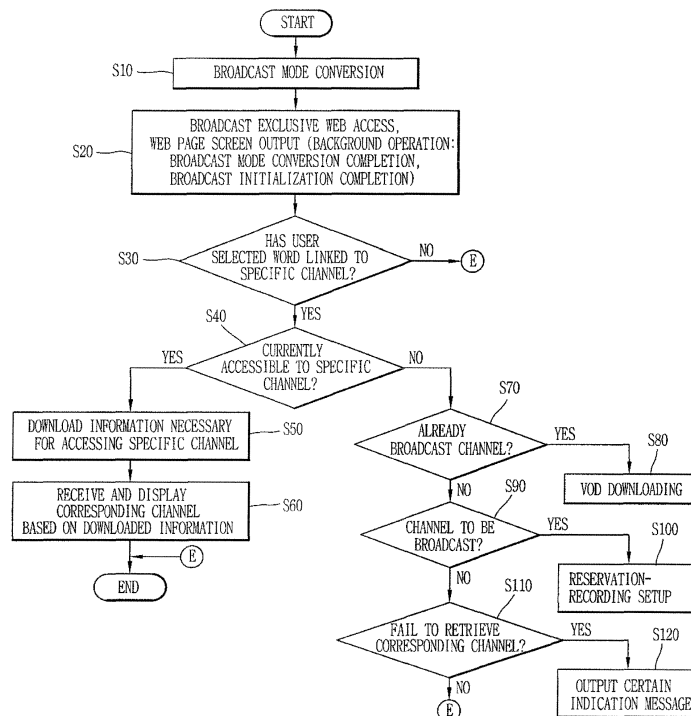 START
S10
BROADCAST MODE CONVERSION
S20
BROADCAST EXCLUSIVE WEB ACCESS,
WEB PAGE SCREEN OUTPUT (BACKGROUND OPERATION:
BROADCAST MODE CONVERSION COMPLETION,
BROADCAST INITIALIZATION COMPLETION)
S30
HAS USER
SELECTED WORD LINKED TO
SPECIFIC CHANNEL?
NO
E
YES
S40
CURRENTLY
ACCESSIBLE TO SPECIFIC
CHANNEL?
YES
NO
DOWNLOAD INFORMATION NECESSARY
FOR ACCESSING SPECIFIC CHANNEL
S50
RECEIVE AND DISPLAY
CORRESPONDING CHANNEL
BASED ON DOWNLOADED INFORMATION
S60
E
END
S70
ALREADY
BROADCAST CHANNEL?
YES
S80
VOD DOWNLOADING
NO
S90
CHANNEL TO BE
BROADCAST?
YES
S100
RESERVATION-
RECORDING SETUP
NO
S110
FAIL TO RETRIEVE
CORRESPONDING CHANNEL?
YES
S120
OUTPUT CERTAIN
INDICATION MESSAGE
NO
E